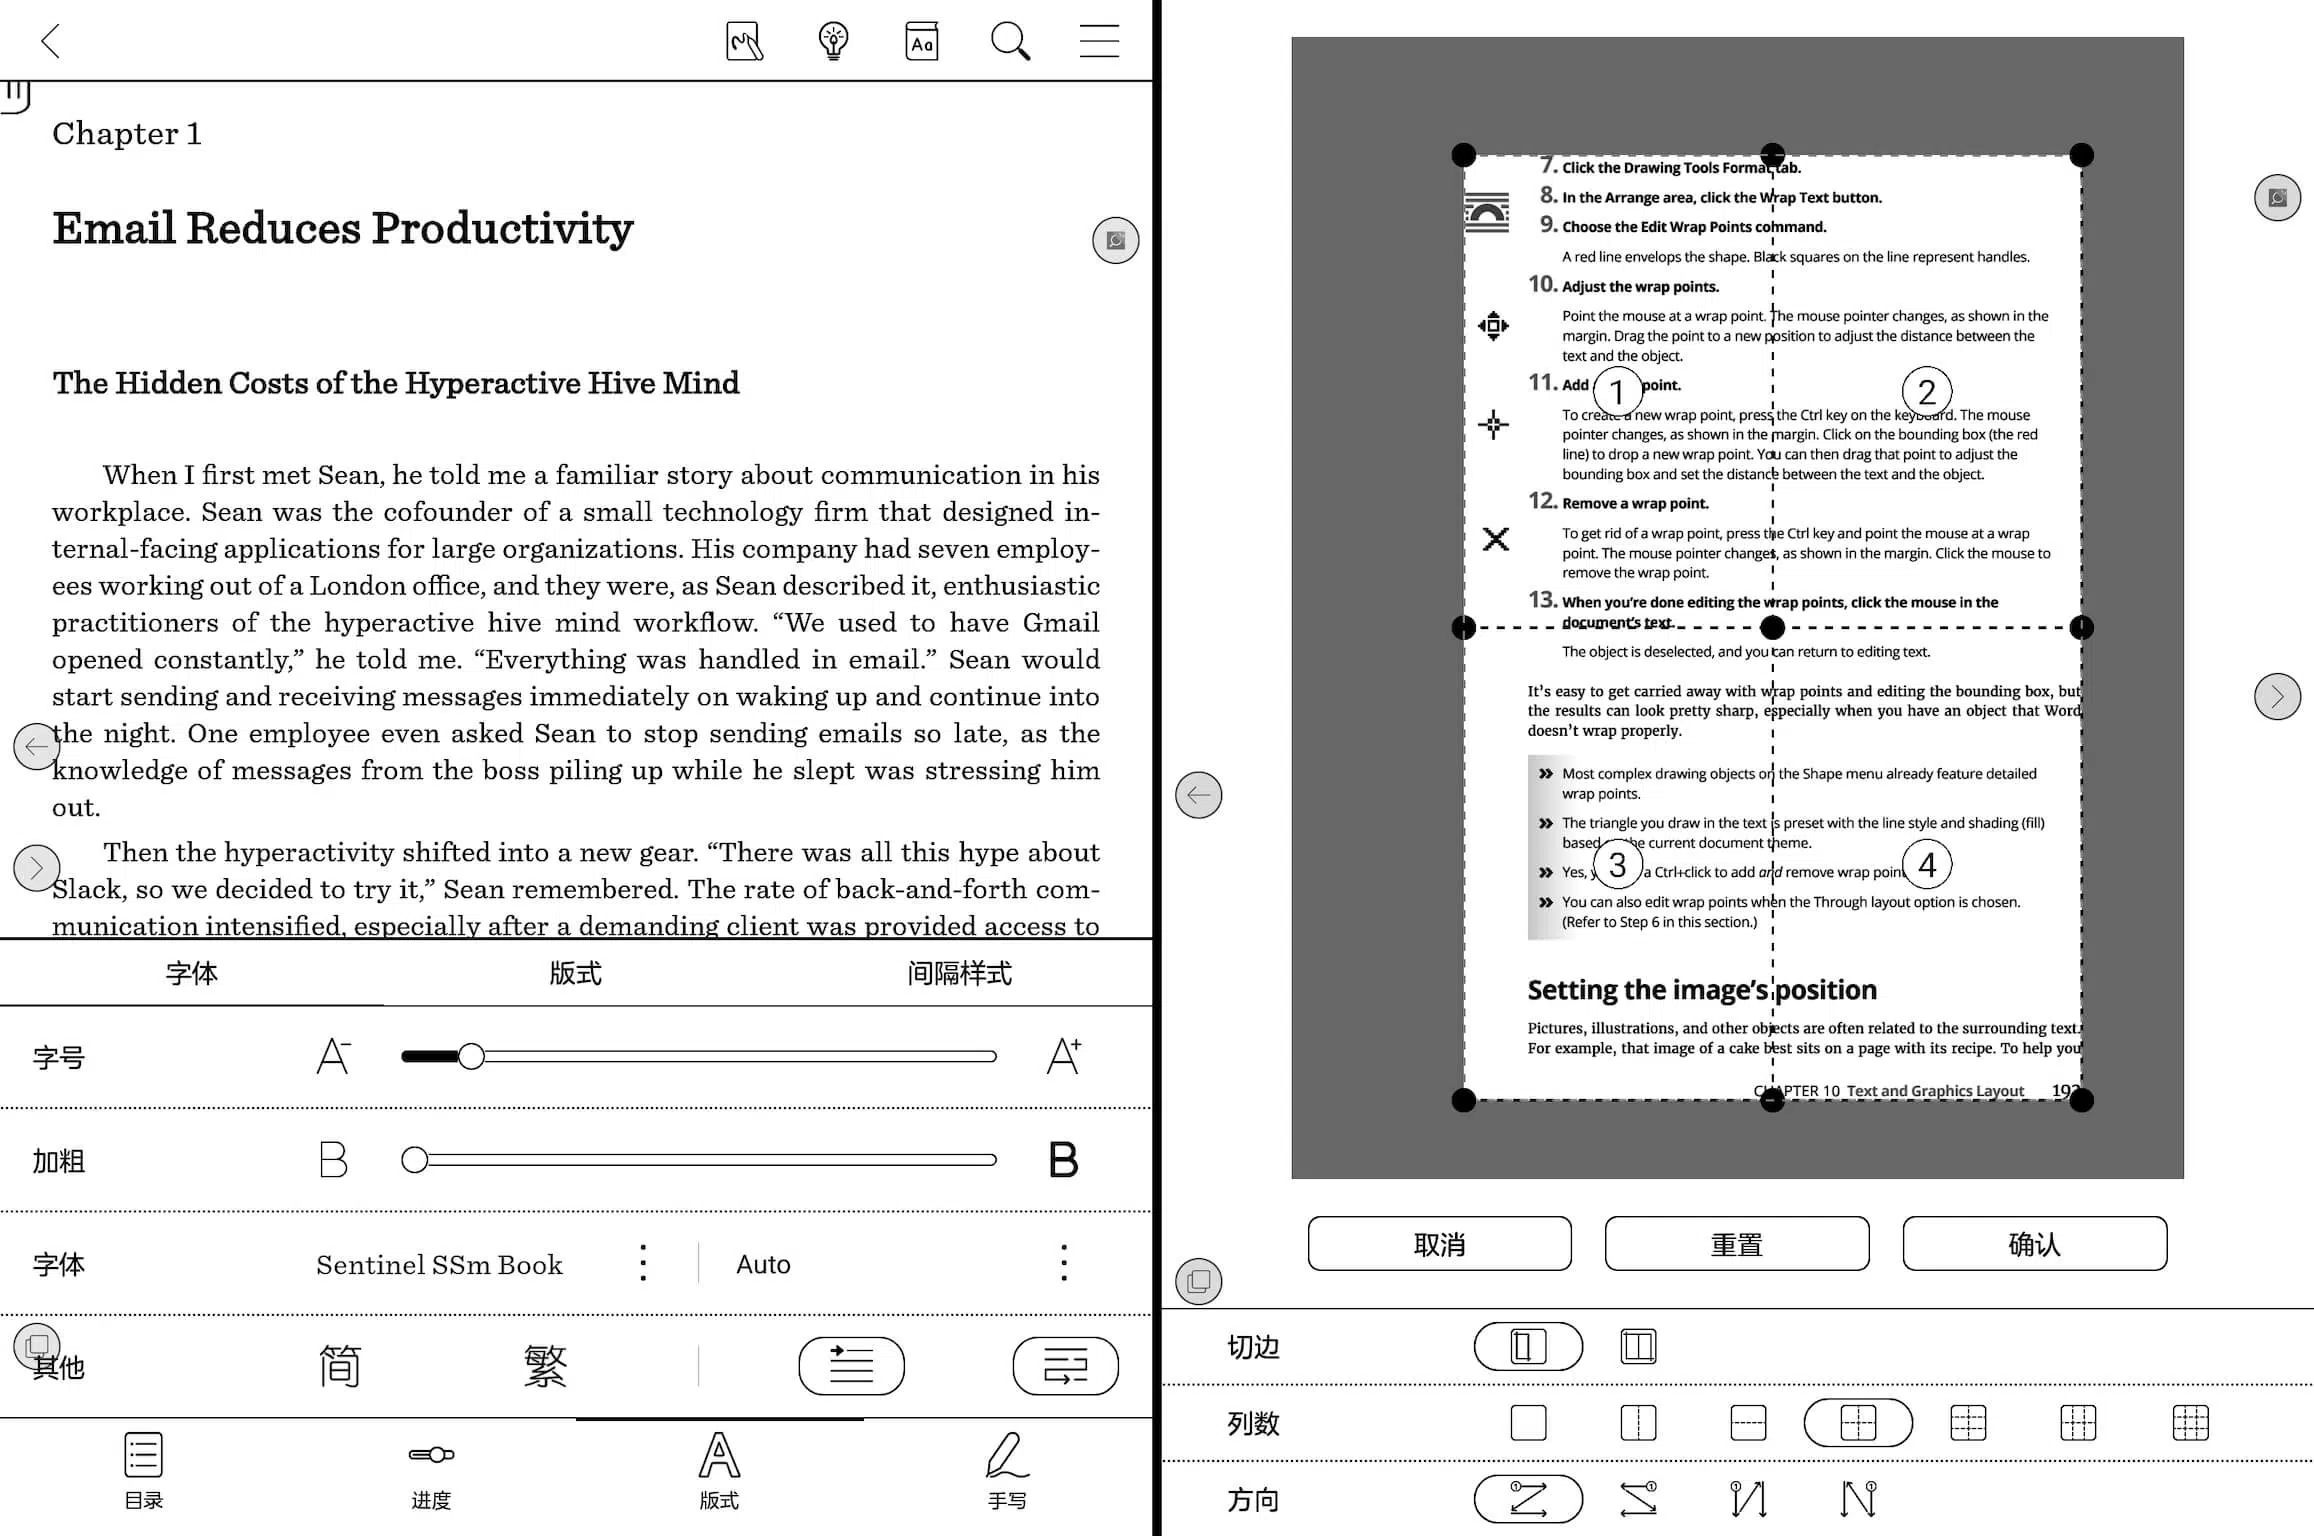 Aa
Chapter 1
Email Reduces Productivity
The Hidden Costs of the Hyperactive Hive Mind
When I first met Sean, he told me a familiar story about communication in his
workplace. Sean was the cofounder of a small technology firm that designed in-
ternal-facing applications for large organizations. His company had seven employ-
ees working out of a London office, and they were, as Sean described it, enthusiastic
practitioners of the hyperactive hive mind workflow. “We used to have Gmail
opened constantly,” he told me. “Everything was handled in email.” Sean would
start sending and receiving messages immediately on waking up and continue into
the night. One employee even asked Sean to stop sending emails so late, as the
knowledge of messages from the boss piling up while he slept was stressing him
out.
Then the hyperactivity shifted into a new gear. “There was all this hype about
Slack, so we decided to try it,” Sean remembered. The rate of back-and-forth com-
munication intensified, especially after a demanding client was provided access to
字体 版式 间隔样式
字号 A- A+
加粗 B B
字体 Sentinel SSm Book Auto
其他 简 繁
目录 进度 版式 手写
7. Click the Drawing Tools Format tab.
8. In the Arrange area, click the Wrap Text button.
9. Choose the Edit Wrap Points command.
A red line envelops the shape. Black squares on the line represent handles.
10. Adjust the wrap points.
Point the mouse at a wrap point. The mouse pointer changes, as shown in the
margin. Drag the point to a new position to adjust the distance between the
text and the object.
11. Add point.
1 2
To create a new wrap point, press the Ctrl key on the keyboard. The mouse
pointer changes, as shown in the margin. Click on the bounding box (the red
line) to drop a new wrap point. You can then drag that point to adjust the
bounding box and set the distance between the text and the object.
12. Remove a wrap point.
To get rid of a wrap point, press the Ctrl key and point the mouse at a wrap
point. The mouse pointer changes, as shown in the margin. Click the mouse to
remove the wrap point.
13. When you’re done editing the wrap points, click the mouse in the
document’s text.
The object is deselected, and you can return to editing text.
It’s easy to get carried away with wrap points and editing the bounding box, but
the results can look pretty sharp, especially when you have an object that Word
doesn’t wrap properly.
» Most complex drawing objects on the Shape menu already feature detailed
wrap points.
» The triangle you draw in the text is preset with the line style and shading (fill)
based the current document theme.
3 4
» Yes, a Ctrl+click to add and remove wrap
» You can also edit wrap points when the Through layout option is chosen.
(Refer to Step 6 in this section.)
Setting the image’s position
Pictures, illustrations, and other objects are often related to the surrounding text.
For example, that image of a cake best sits on a page with its recipe. To help you
CHAPTER 10 Text and Graphics Layout
取消 重置 确认
切边
列数
方向